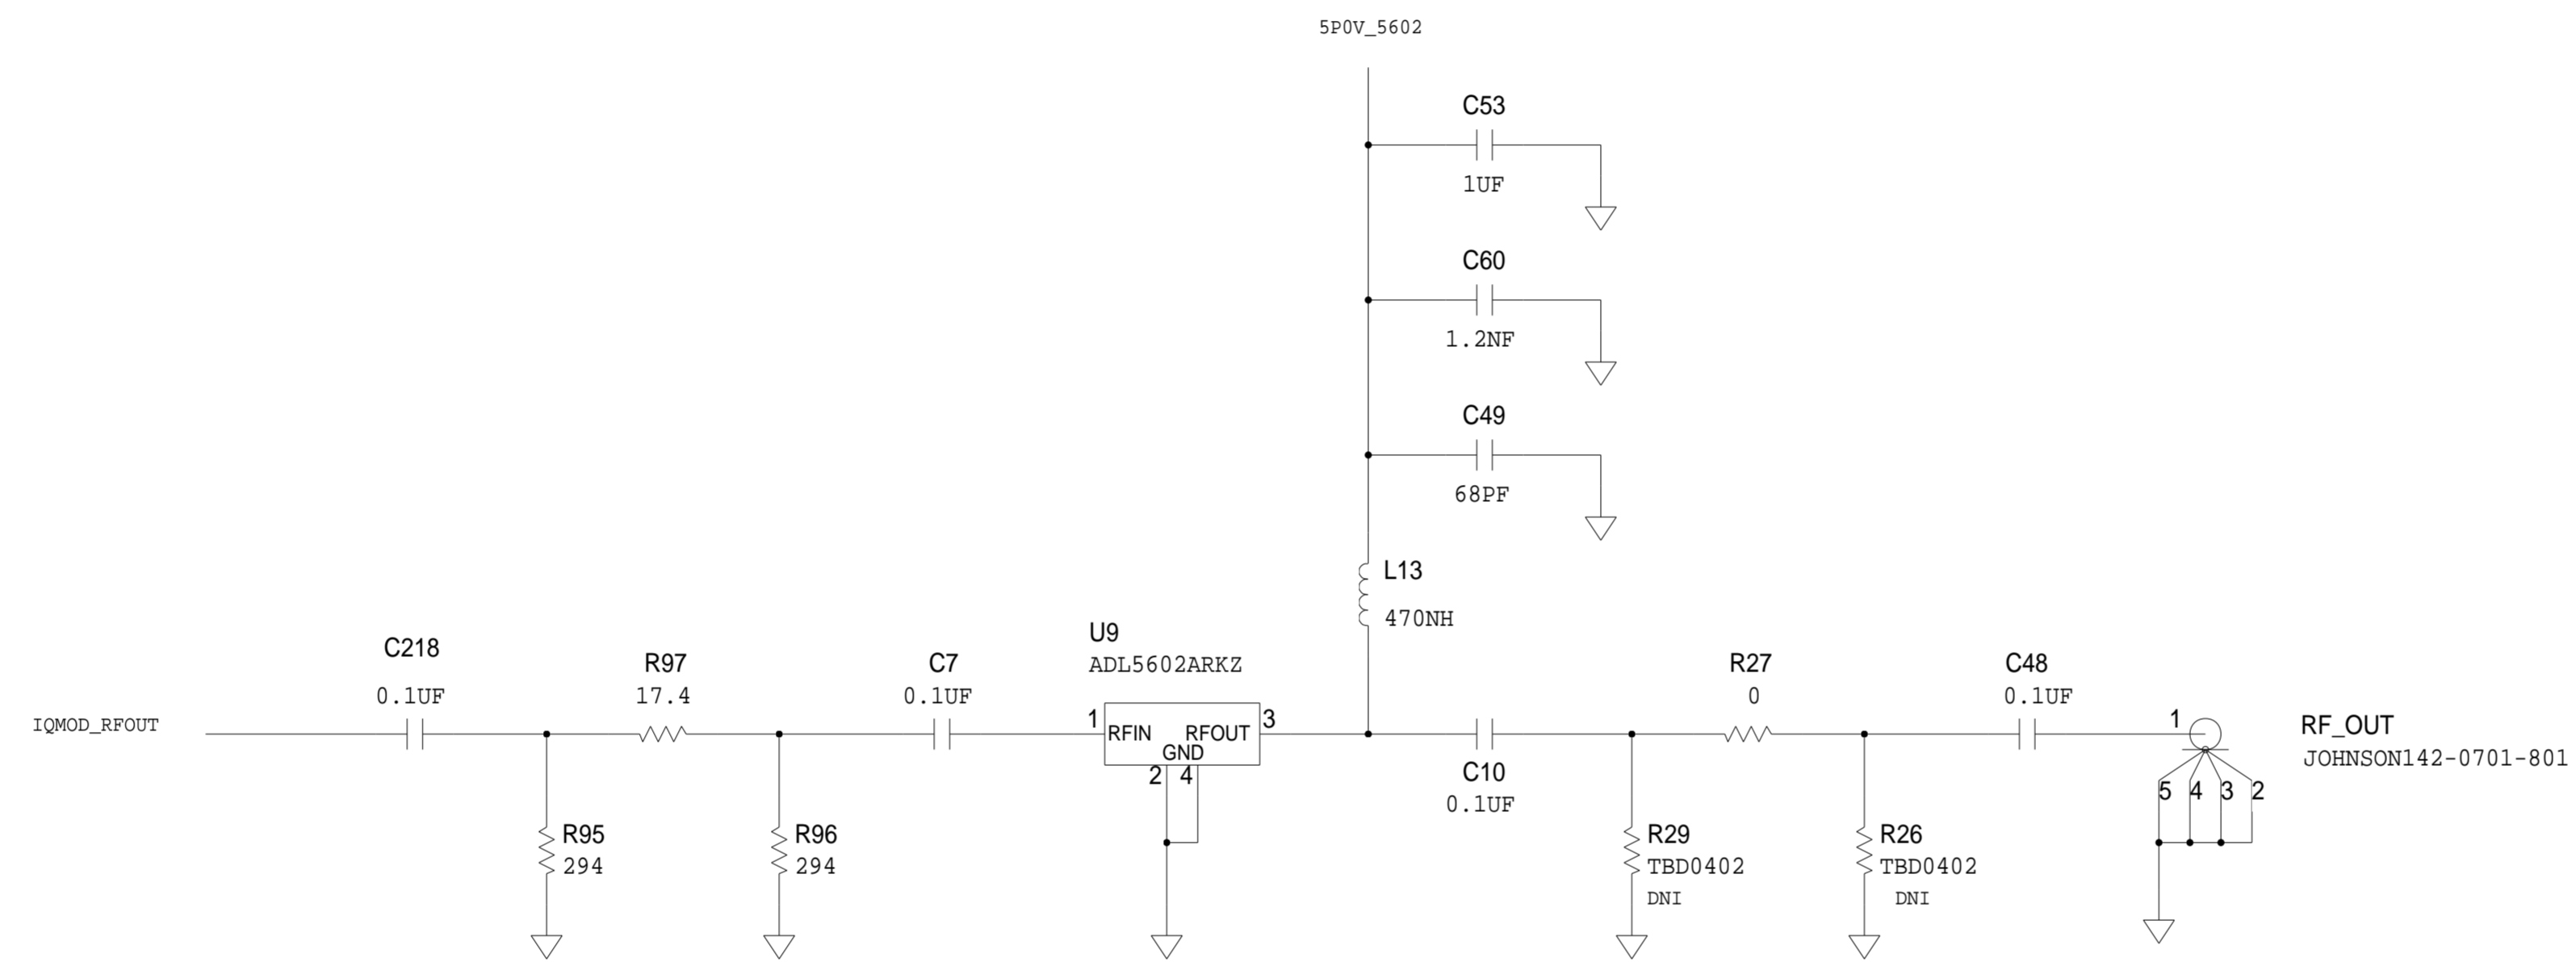 5P0V_5602
C53
1UF
C60
1.2NF
C49
68PF
L13
470NH
U9
ADL5602ARKZ
C218
0.1UF
R97
17.4
C7
0.1UF
R27
0
C48
0.1UF
IQMOD_RFOUT
1
RFIN
RFOUT
GND
3
2
4
C10
0.1UF
1
RF_OUT
JOHNSON142-0701-801
5
4
3
2
R95
294
R96
294
R29
TBD0402
DNI
R26
TBD0402
DNI